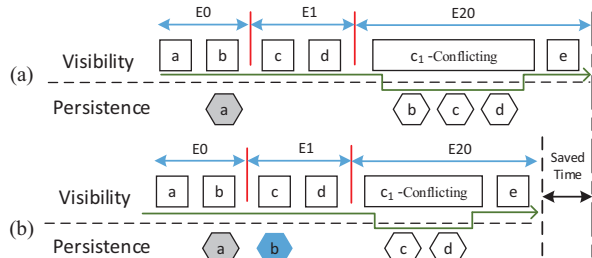 E0 E1 E20
Visibility a b c d c1 -Conflicting e
(a)
Persistence a b c d
E0 E1 E20 Saved Time
Visibility a b c d c1 -Conflicting e
(b)
Persistence a b c d